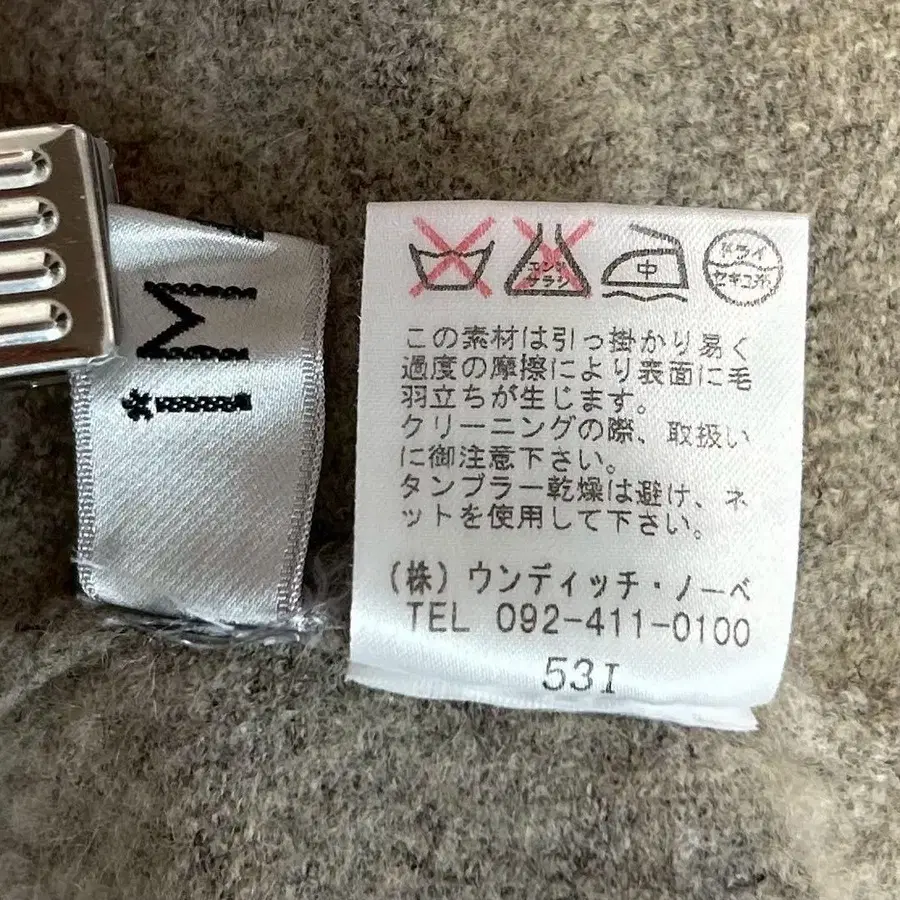 iM
エンソ
サラシ
中
ドライ
セキユ系
この素材は引っ掛かり易く
過度の摩擦により表面に毛
羽立ちが生じます。
クリーニングの際、取扱い
に御注意下さい。
タンブラー乾燥は避け、ネ
ットを使用して下さい。
(株)ウンディッチ・ノーベ
TEL 092-411-0100
53I